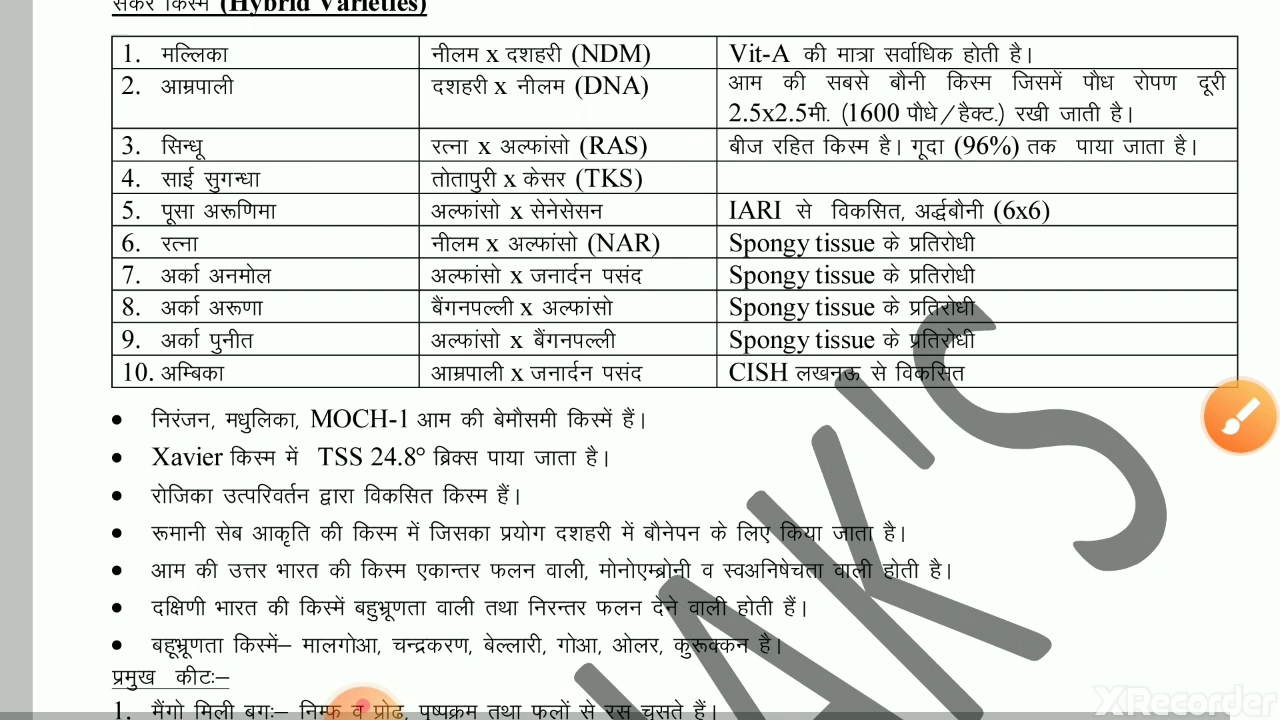 संकर किस्में (Hybrid Varieties)
1. मल्लिका नीलम x दशहरी (NDM) Vit-A की मात्रा सर्वाधिक होती है।
2. आम्रपाली दशहरी x नीलम (DNA) आम की सबसे बौनी किस्म जिसमें पौध रोपण दूरी
2.5x2.5मी. (1600 पौधे/हैक्ट.) रखी जाती है।
3. सिन्धू रत्ना x अल्फांसो (RAS) बीज रहित किस्म है। गूदा (96%) तक पाया जाता है।
4. साई सुगन्धा तोतापुरी x केसर (TKS)
5. पूसा अरूणिमा अल्फांसो x सेनेसेसन IARI से विकसित, अर्द्धबौनी (6x6)
6. रत्ना नीलम x अल्फांसो (NAR) Spongy tissue के प्रतिरोधी
7. अर्का अनमोल अल्फांसो x जनार्दन पसंद Spongy tissue के प्रतिरोधी
8. अर्का अरूणा बैंगनपल्ली x अल्फांसो Spongy tissue के प्रतिरोधी
9. अर्का पुनीत अल्फांसो x बैंगनपल्ली Spongy tissue के प्रतिरोधी
10. अम्बिका आम्रपाली x जनार्दन पसंद CISH लखनऊ से विकसित
• निरंजन, मधुलिका, MOCH-1 आम की बेमौसमी किस्में हैं।
• Xavier किस्म में TSS 24.8° ब्रिक्स पाया जाता है।
• रोजिका उत्परिवर्तन द्वारा विकसित किस्म हैं।
• रूमानी सेब आकृति की किस्म में जिसका प्रयोग दशहरी में बौनेपन के लिए किया जाता है।
• आम की उत्तर भारत की किस्म एकान्तर फलन वाली, मोनोएम्ब्रोनी व स्वअनिषेचता वाली होती है।
• दक्षिणी भारत की किस्में बहुभ्रूणता वाली तथा निरन्तर फलन देने वाली होती हैं।
• बहूभ्रूणता किस्में– मालगोआ, चन्द्रकरण, बेल्लारी, गोआ, ओलर, कुरूक्कन है।
प्रमुख कीटः–
1. मैंगो मिली बगः– निम्फ व प्रोढ, पुष्पक्रम तथा फलों से रस चूसते हैं।
AK'S
XRecorder